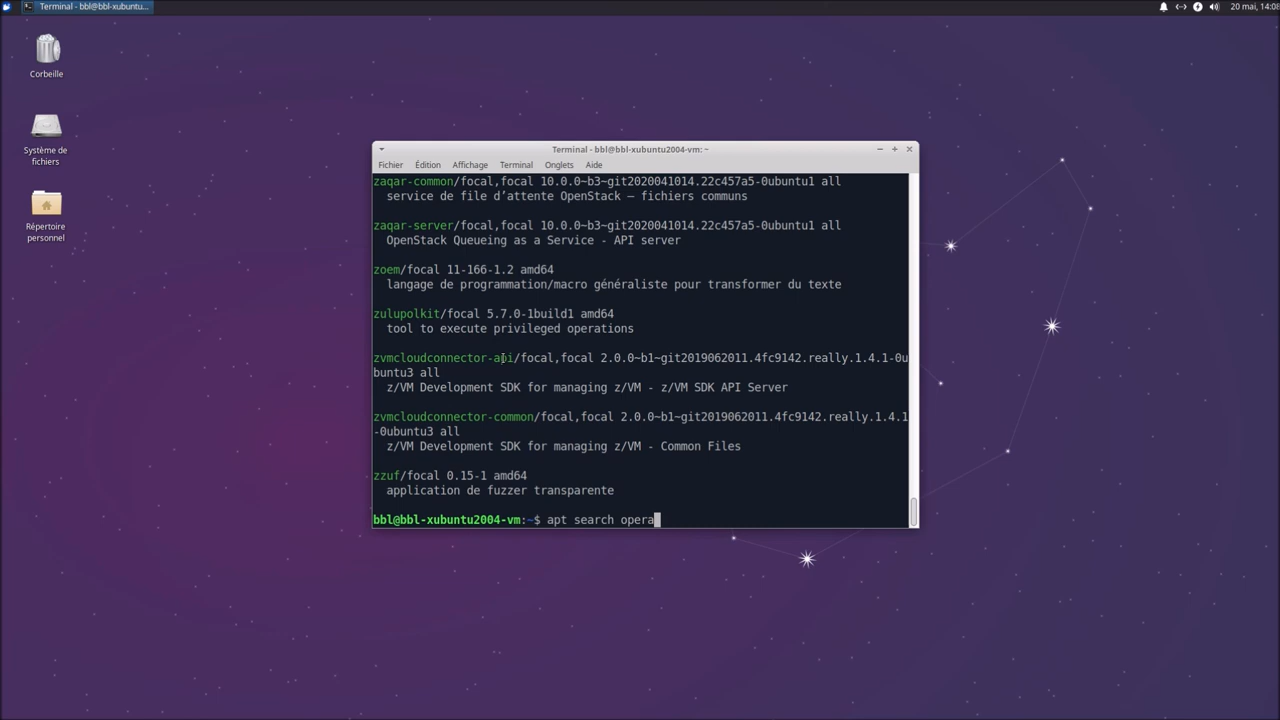 Terminal - bbl@bbl-xubuntu...
20 mai, 14:08
Corbeille
Système de
fichiers
Répertoire
personnel
Terminal - bbl@bbl-xubuntu2004-vm: ~
Fichier Édition Affichage Terminal Onglets Aide
zaqar-common/focal,focal 10.0.0~b3~git2020041014.22c457a5-0ubuntu1 all
service de file d’attente OpenStack – fichiers communs
zaqar-server/focal,focal 10.0.0~b3~git2020041014.22c457a5-0ubuntu1 all
OpenStack Queueing as a Service - API server
zoem/focal 11-166-1.2 amd64
langage de programmation/macro généraliste pour transformer du texte
zulupolkit/focal 5.7.0-1build1 amd64
tool to execute privileged operations
zvmcloudconnector-api/focal,focal 2.0.0~b1~git2019062011.4fc9142.really.1.4.1-0u
buntu3 all
z/VM Development SDK for managing z/VM - z/VM SDK API Server
zvmcloudconnector-common/focal,focal 2.0.0~b1~git2019062011.4fc9142.really.1.4.1
-0ubuntu3 all
z/VM Development SDK for managing z/VM - Common Files
zzuf/focal 0.15-1 amd64
application de fuzzer transparente
bbl@bbl-xubuntu2004-vm:~$ apt search opera